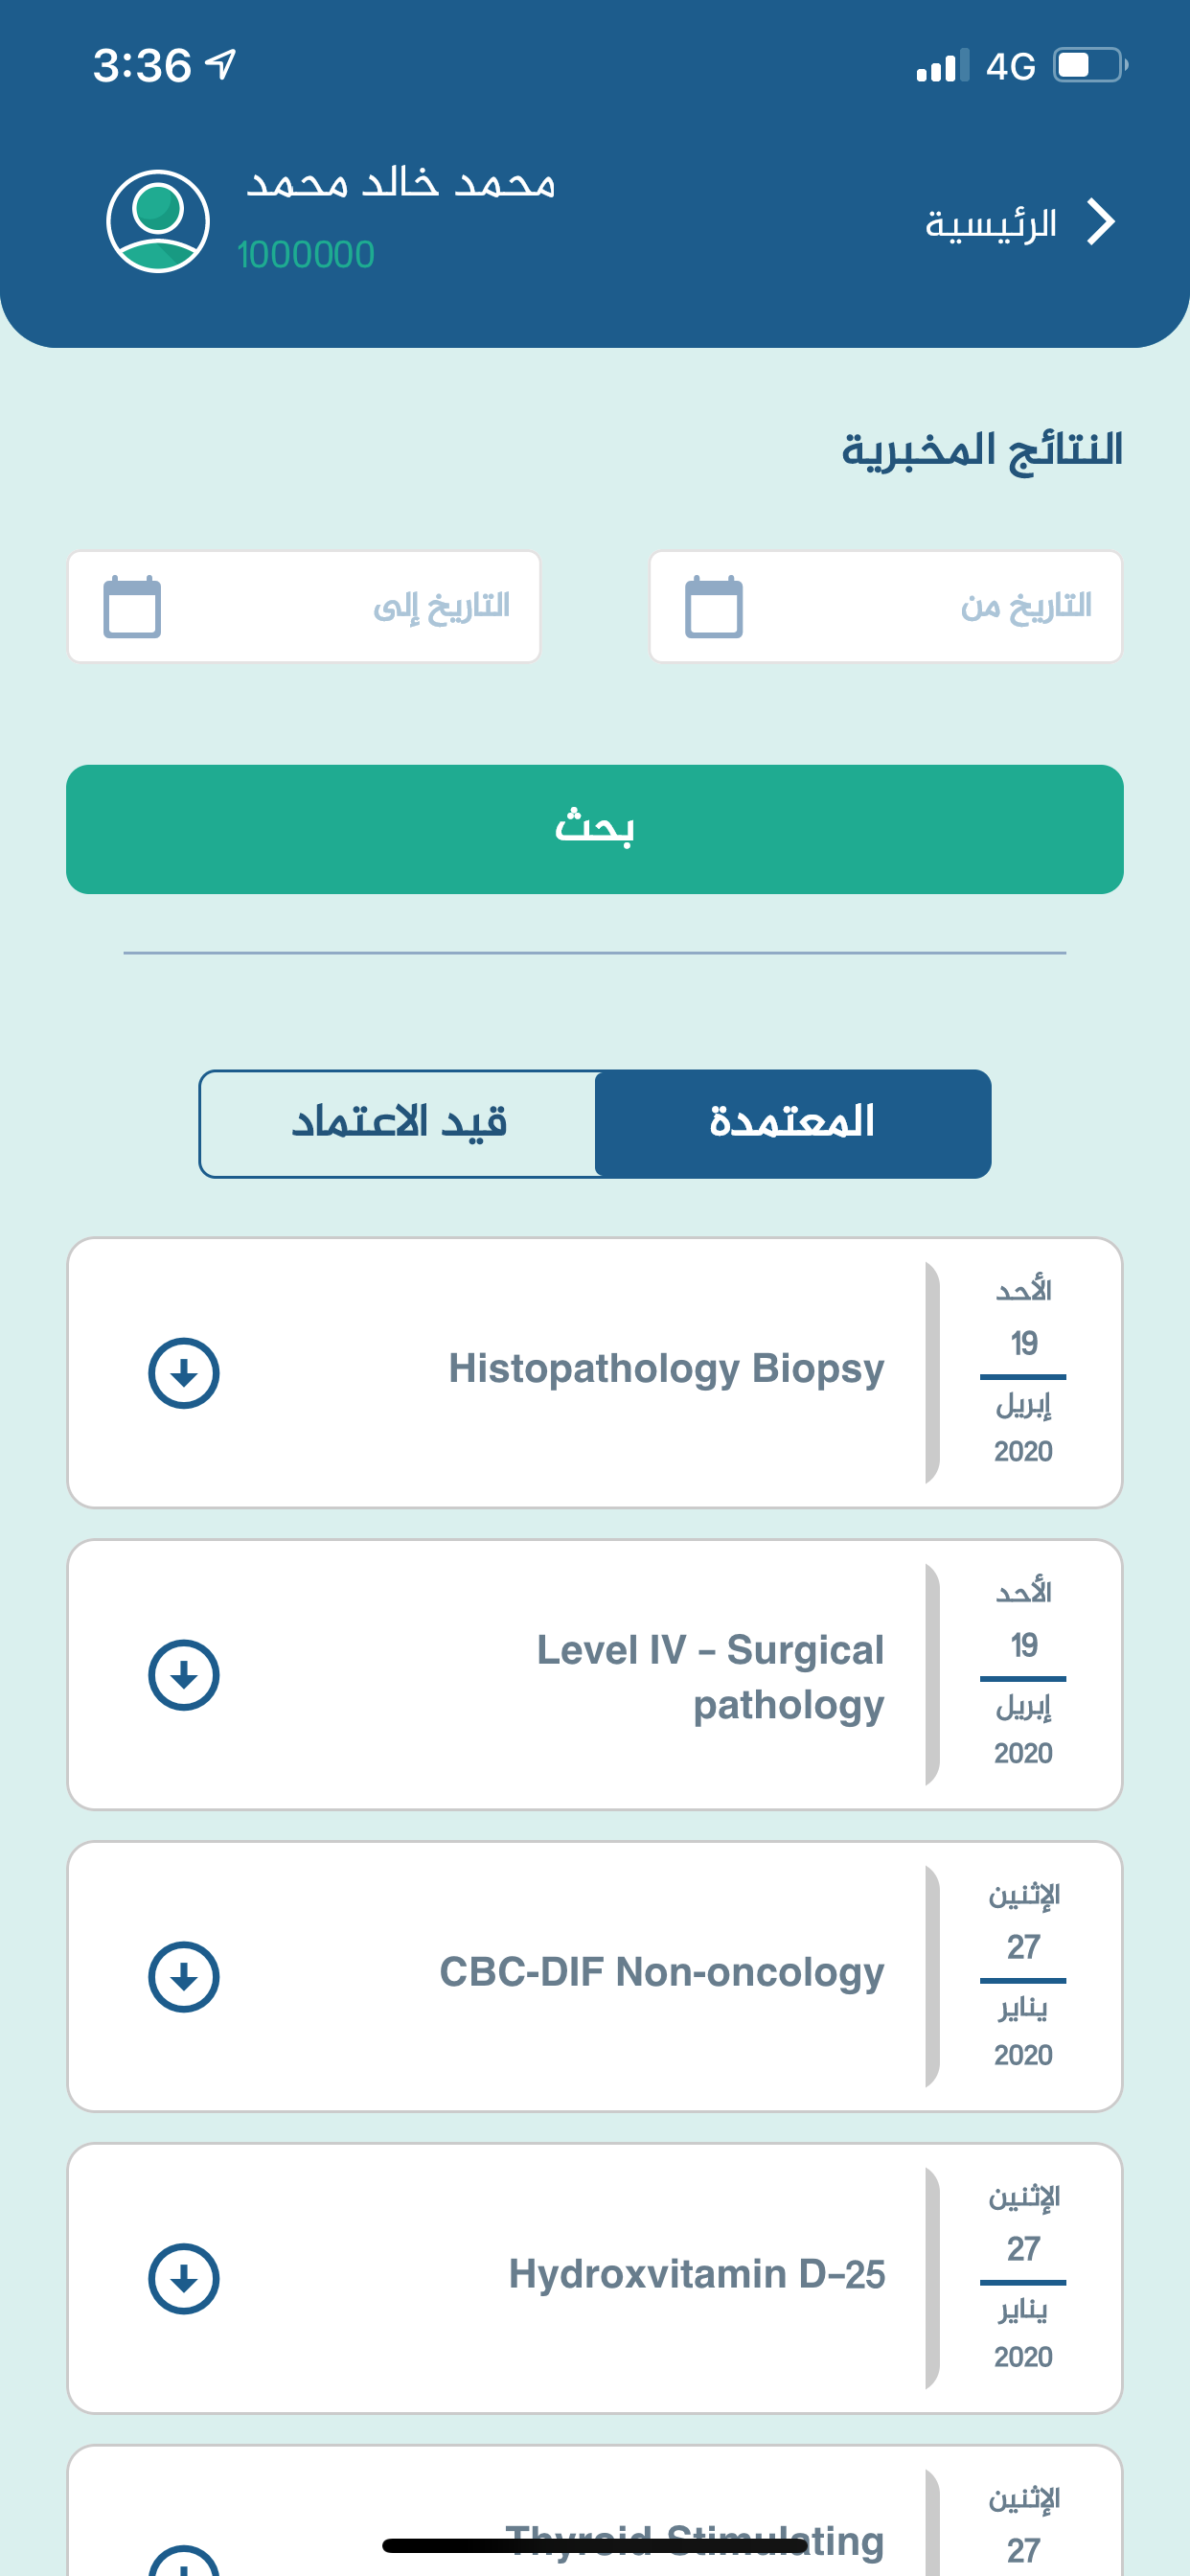 3:36
4G
الرئيسية
محمد خالد محمد
1000000
النتائج المخبرية
التاريخ من
التاريخ إلى
بحث
المعتمدة
قيد الاعتماد
الأحد
19
إبريل
2020
Histopathology Biopsy
الأحد
19
إبريل
2020
Level IV – Surgical
pathology
الإثنين
27
يناير
2020
CBC-DIF Non-oncology
الإثنين
27
يناير
2020
Hydroxvitamin D–25
الإثنين
27
Thyroid Stimulating